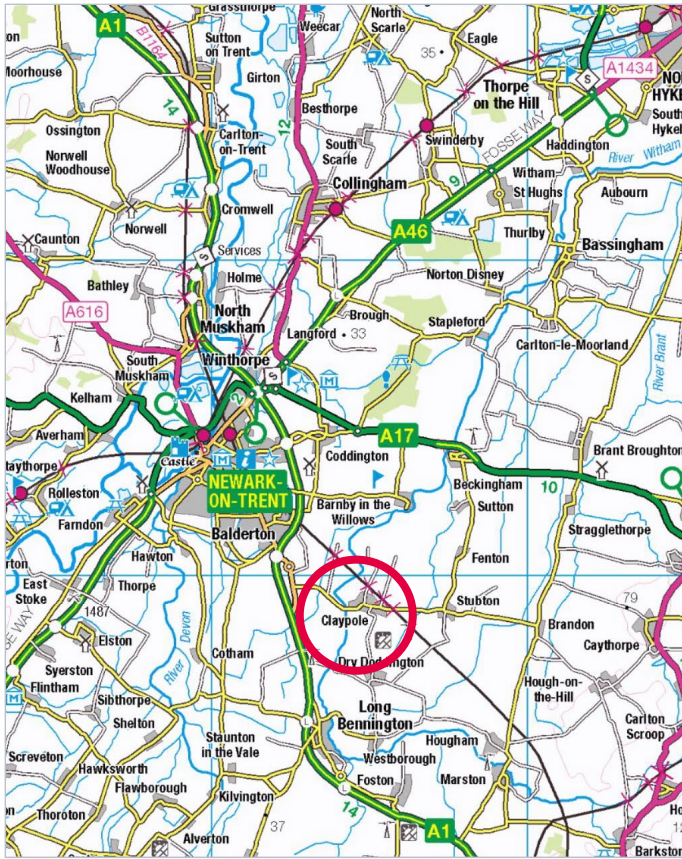 Grassthorpe
A1
B1164
Sutton
on Trent
Weecar
North
Scarle
Eagle
35
A1434
Moorhouse
14
Girton
Besthorpe
12
Thorpe
on the Hill
S
NO
HYKE
South
Hykeh
Ossington
Carlton-
on-Trent
South
Scarle
Swinderby
FOSSE WAY
Haddington
River Witham
Norwell
Woodhouse
Collingham
9
Witham
St Hughs
Aubourn
Cromwell
Norwell
A46
Thurlby
Bassingham
Caunton
S
Services
Holme
Norton Disney
Bathley
A616
North
Muskham
Brough
Langford
33
Stapleford
Carlton-le-Moorland
River Brant
South
Muskham
Winthorpe
S
M
Kelham
2
A17
Averham
Castle
M
i
Coddington
Brant Broughton
Staythorpe
Rolleston
NEWARK-
ON-TRENT
Beckingham
10
Barnby in the
Willows
Sutton
Stragglethorpe
Farndon
Balderton
Hawton
Fenton
East
Stoke
Thorpe
1487
Claypole
Stubton
79
Brandon
Elston
River Devon
Cotham
Caythorpe
Dry Doddington
Syerston
Flintham
M
Sibthorpe
Shelton
Hough-on-
the-Hill
L
Long
Bennington
Carlton
Scroop
Staunton
in the Vale
Hougham
Screveton
Hawksworth
Westborough
Flawborough
Kilvington
Foston
Marston
L
14
Thoroton
37
A1
Alverton
Barkston